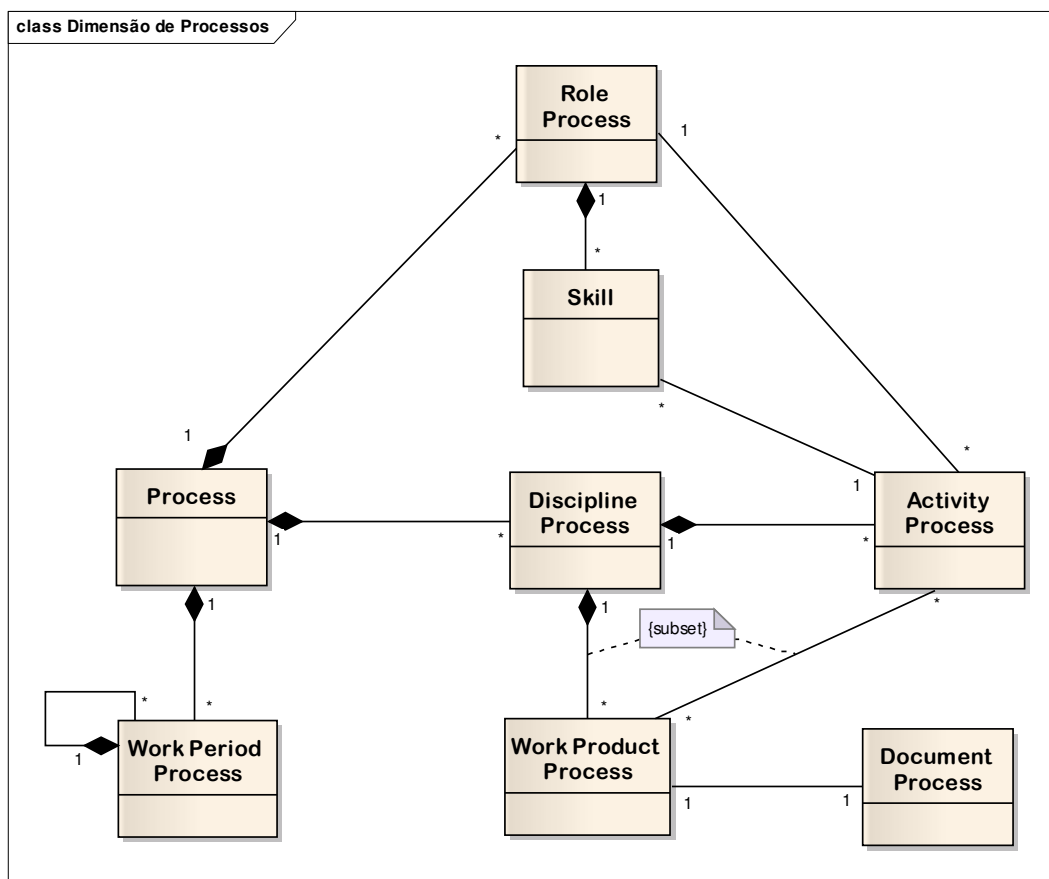 class Dimensão de Processos
Role
Process
*
1
1
*
Skill
*
1
*
1
Process
Discipline
Process
Activity
Process
1
*
1
*
1
1
*
{subset}
*
*
*
*
1
Work Period
Process
Work Product
Process
Document
Process
1
1